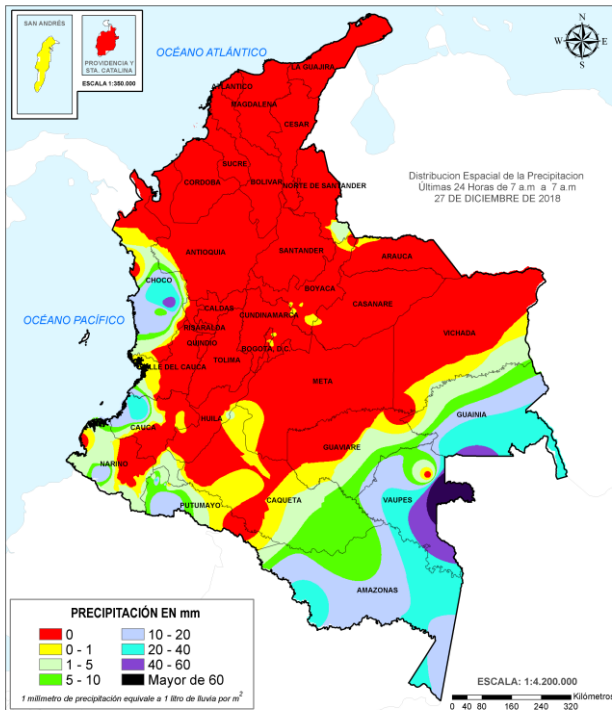 SAN ANDRÉS
PROVIDENCIA Y
STA. CATALINA
ESCALA 1:350.000
OCÉANO ATLÁNTICO
N
W
E
S
LA GUAJIRA
ATLANTICO
MAGDALENA
CESAR
SUCRE
CORDOBA
BOLIVAR
NORTE DE SANTANDER
Distribucion Espacial de la Precipitacion
Últimas 24 Horas de 7 a.m a 7 a.m
27 DE DICIEMBRE DE 2018
ANTIOQUIA
SANTANDER
ARAUCA
CHOCO
BOYACA
CASANARE
OCÉANO PACÍFICO
CALDAS
CUNDINAMARCA
RISARALDA
VICHADA
QUINDIO
BOGOTA, D.C.
TOLIMA
VALLE DEL CAUCA
META
GUAINIA
HUILA
CAUCA
GUAVIARE
NARIÑO
CAQUETA
VAUPES
PUTUMAYO
AMAZONAS
PRECIPITACIÓN EN mm
0
0 - 1
1 - 5
5 - 10
10 - 20
20 - 40
40 - 60
Mayor de 60
1 milímetro de precipitación equivale a 1 litro de lluvia por m²
ESCALA: 1:4.200.000
Kilómetros
0 40 80 160 240 320